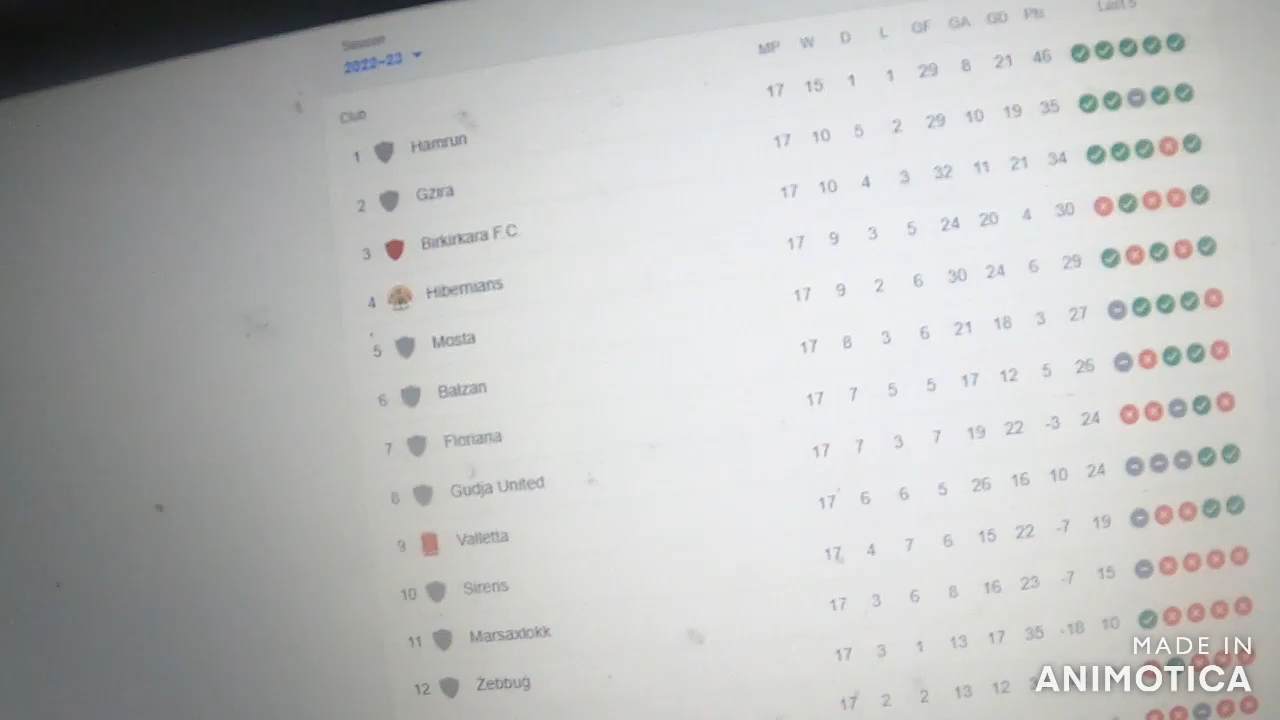 Season
2022-23
Club MP W D L GF GA GD Pts Last 5
1 Hamrun 17 15 1 1 29 8 21 46
2 Gzira 17 10 5 2 29 10 19 35
3 Birkirkara F.C. 17 10 4 3 32 11 21 34
4 Hibernians 17 9 3 5 24 20 4 30
5 Mosta 17 9 2 6 30 24 6 29
6 Balzan 17 8 3 6 21 18 3 27
7 Floriana 17 7 5 5 17 12 5 26
8 Gudja United 17 7 3 7 19 22 -3 24
9 Valletta 17 6 6 5 26 16 10 24
10 Sirens 17 4 7 6 15 22 -7 19
11 Marsaxlokk 17 3 6 8 16 23 -7 15
12 Żebbuġ 17 3 1 13 17 35 -18 10
17 2 2 13 12
MADE IN
ANIMOTICA